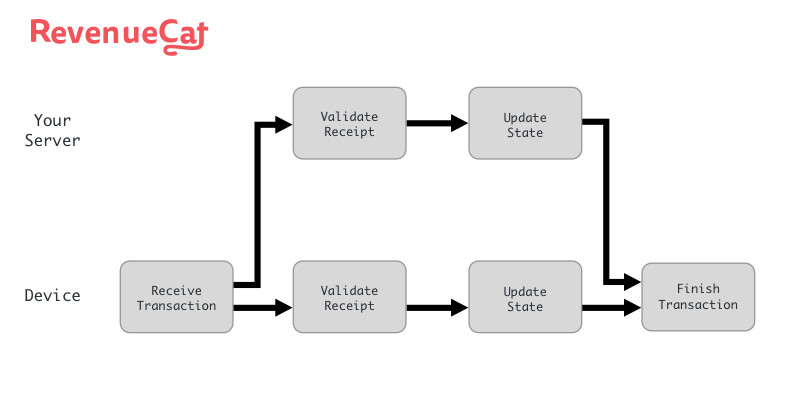 RevenueCat
Your
Server
Validate
Receipt
Update
State
Device
Receive
Transaction
Validate
Receipt
Update
State
Finish
Transaction